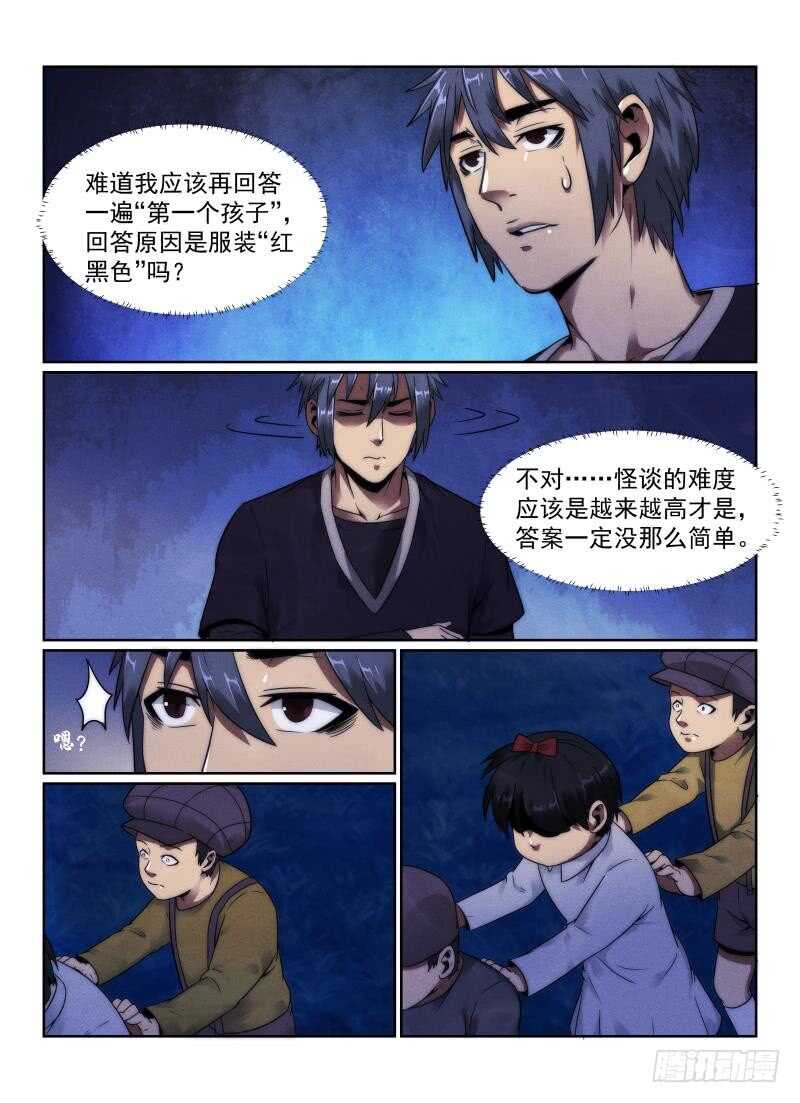 难道我应该再回答
一遍“第一个孩子”，
回答原因是服装“红
黑色”吗？
不对……怪谈的难度
应该是越来越高才是，
答案一定没那么简单。
嗯？
腾讯动漫